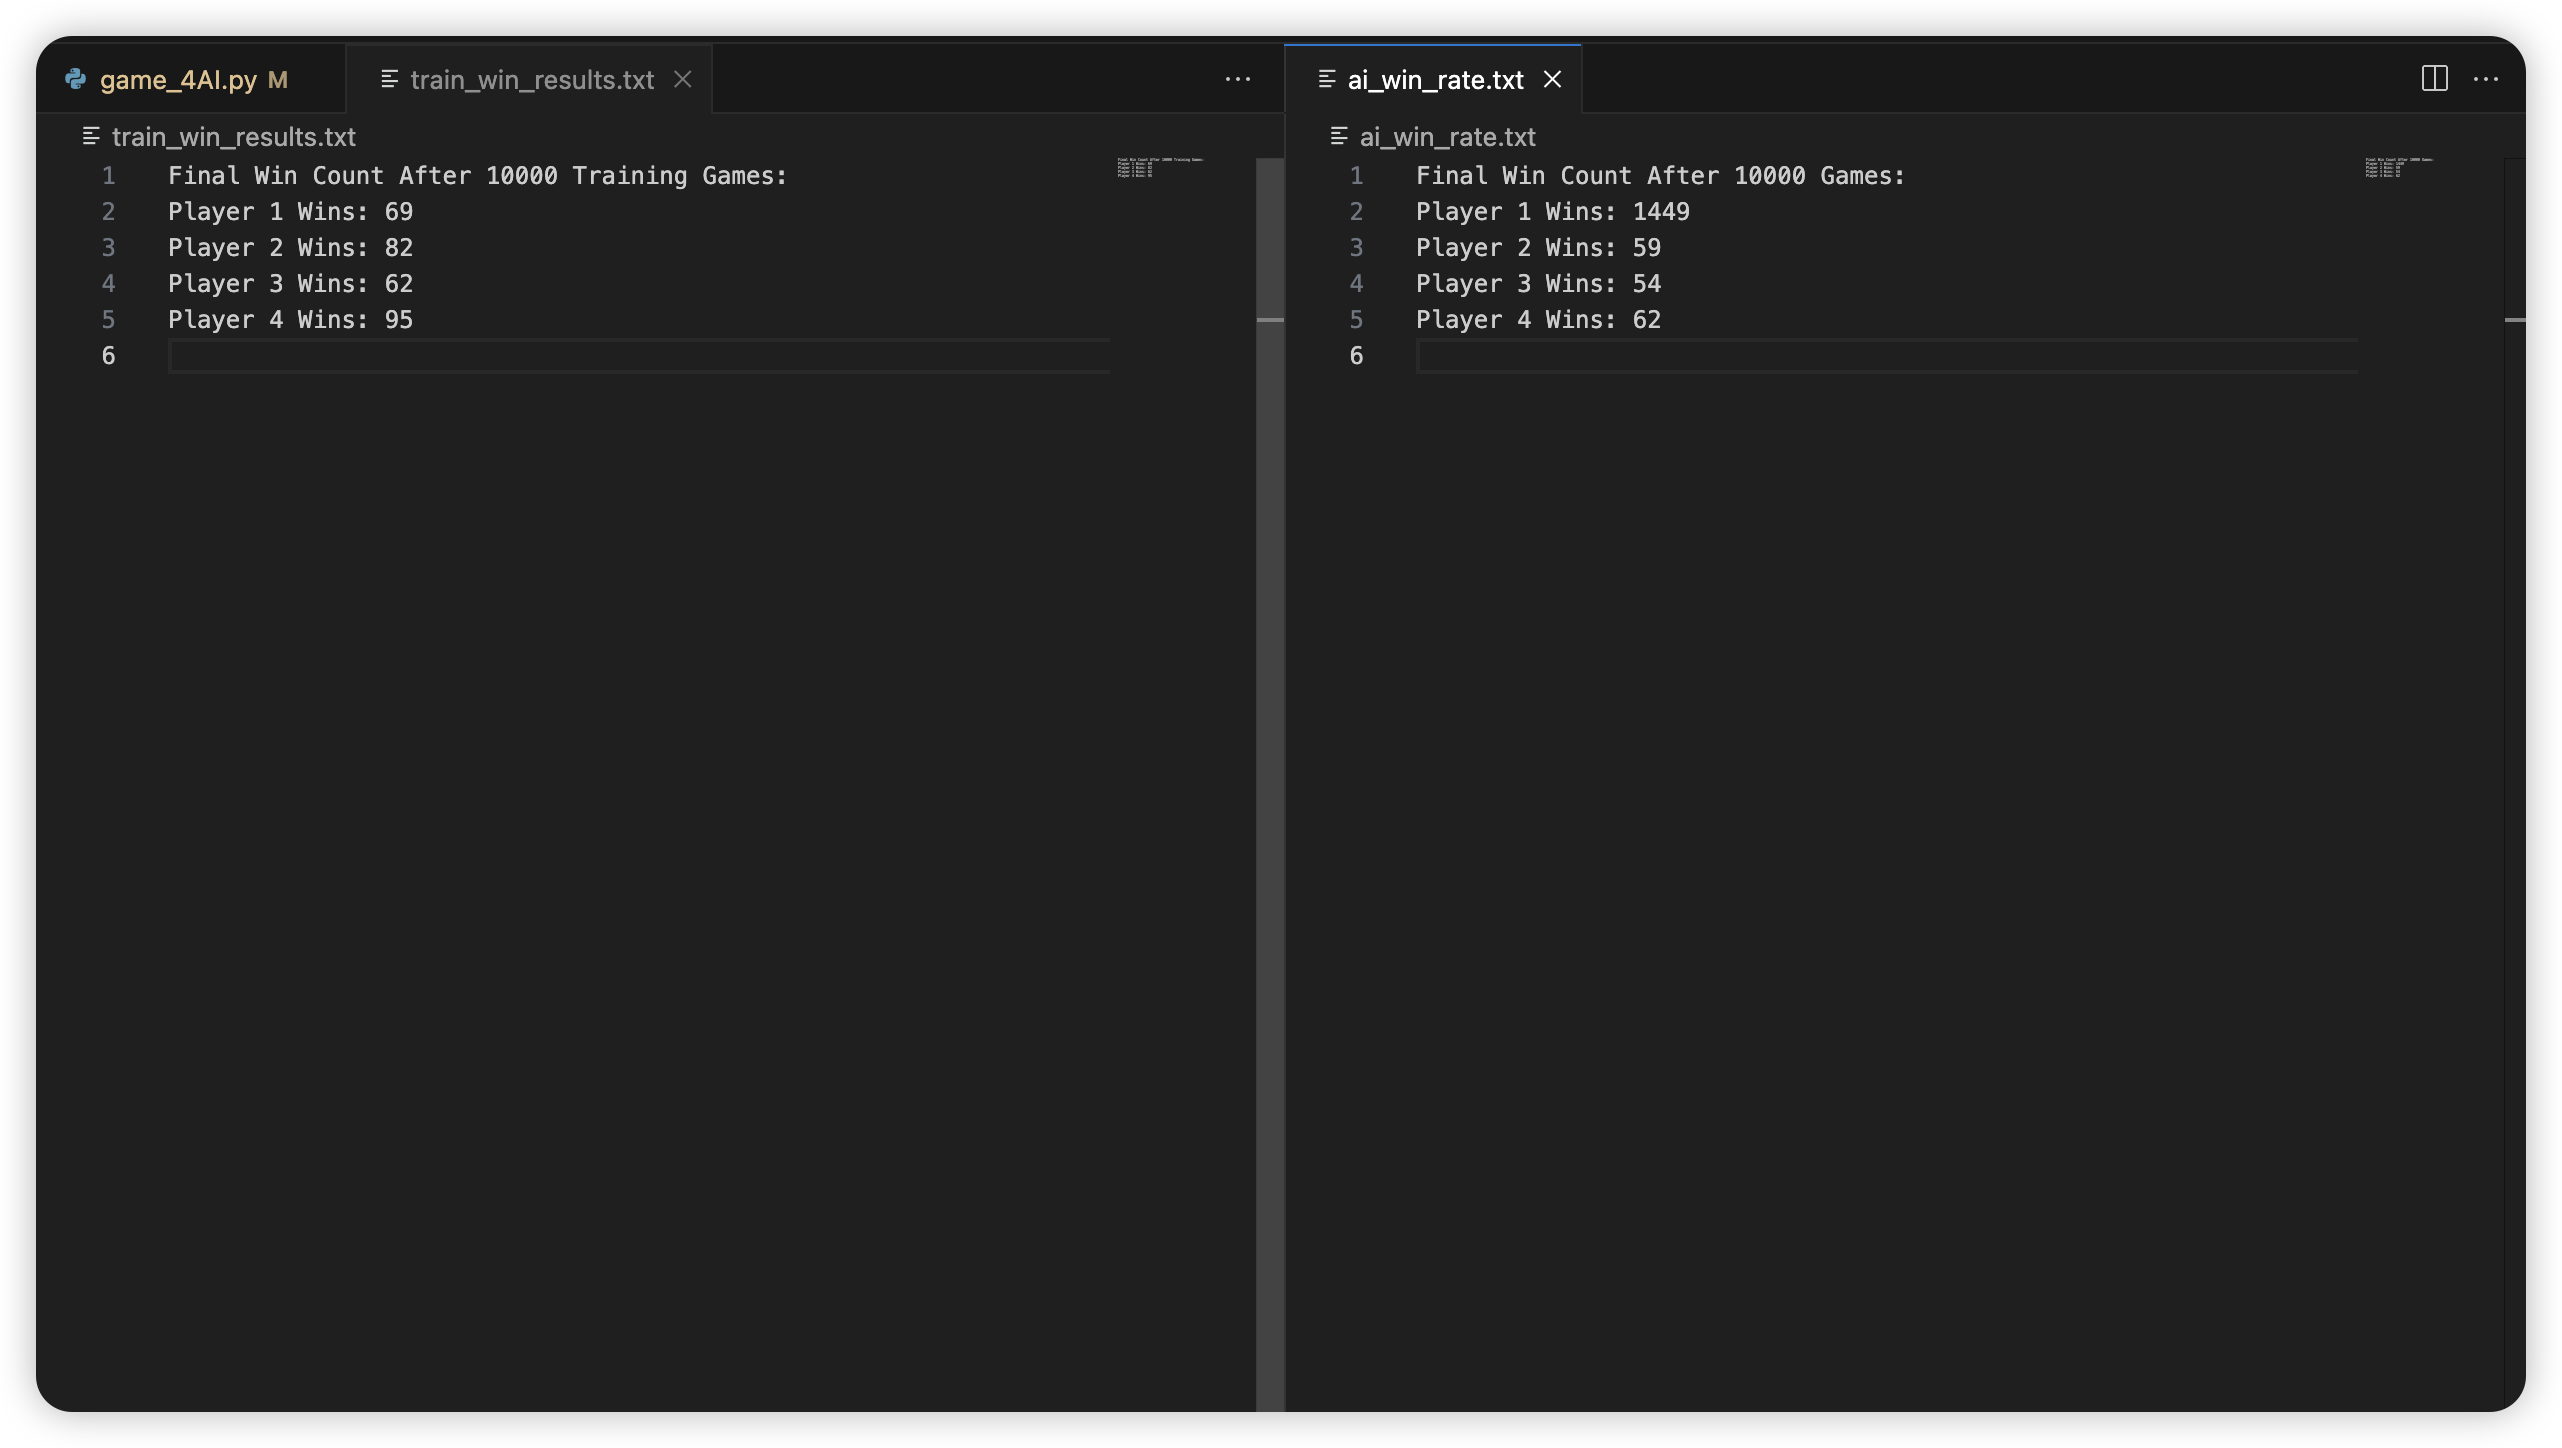 game_4AI.py M
train_win_results.txt
ai_win_rate.txt
train_win_results.txt
1 Final Win Count After 10000 Training Games:
2 Player 1 Wins: 69
3 Player 2 Wins: 82
4 Player 3 Wins: 62
5 Player 4 Wins: 95
6
ai_win_rate.txt
1 Final Win Count After 10000 Games:
2 Player 1 Wins: 1449
3 Player 2 Wins: 59
4 Player 3 Wins: 54
5 Player 4 Wins: 62
6